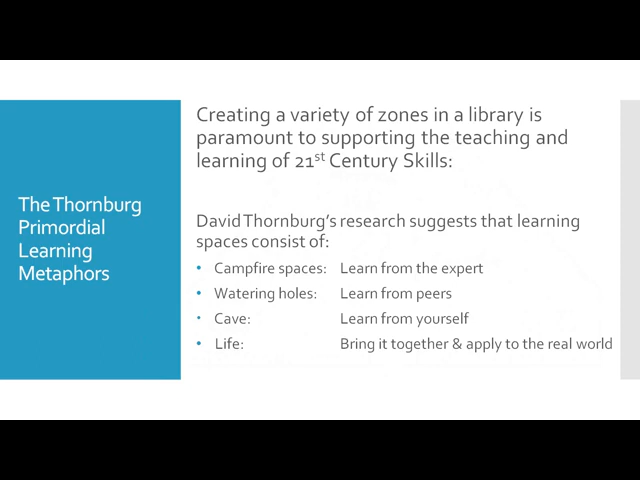 The Thornburg
Primordial
Learning
Metaphors
Creating a variety of zones in a library is
paramount to supporting the teaching and
learning of 21st Century Skills:
David Thornburg's research suggests that learning
spaces consist of:
• Campfire spaces: Learn from the expert
• Watering holes: Learn from peers
• Cave: Learn from yourself
• Life: Bring it together & apply to the real world